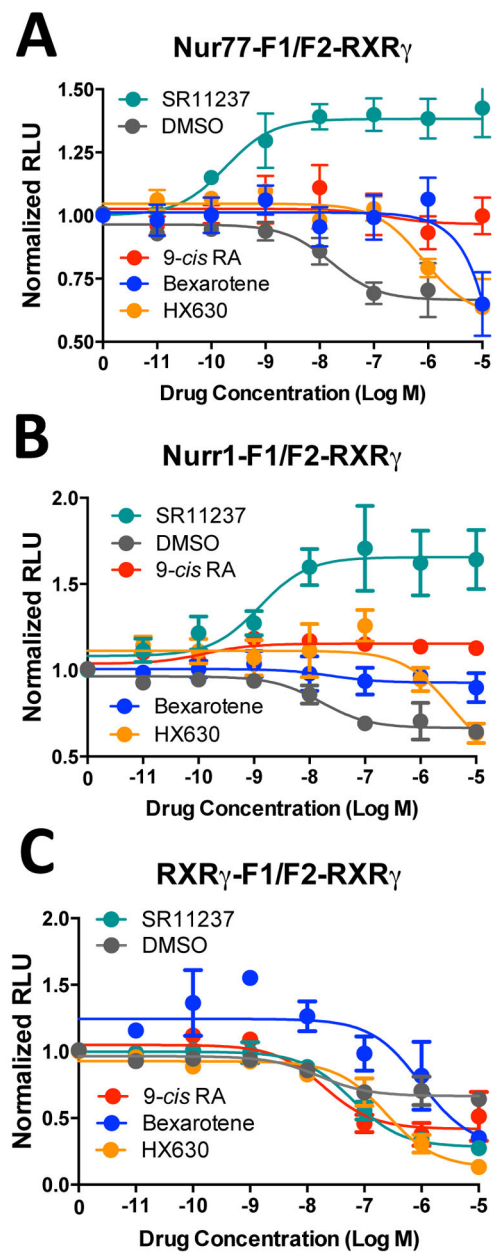 A
Nur77-F1/F2-RXRγ
Normalized RLU
1.50
1.25
1.00
0.75
0.50
SR11237
DMSO
9-cis RA
Bexarotene
HX630
0 -11 -10 -9 -8 -7 -6 -5
Drug Concentration (Log M)
B
Nurr1-F1/F2-RXRγ
Normalized RLU
2.0
1.5
1.0
0.5
SR11237
DMSO
9-cis RA
Bexarotene
HX630
0 -11 -10 -9 -8 -7 -6 -5
Drug Concentration (Log M)
C
RXRγ-F1/F2-RXRγ
Normalized RLU
2.0
1.5
1.0
0.5
0.0
SR11237
DMSO
9-cis RA
Bexarotene
HX630
0 -11 -10 -9 -8 -7 -6 -5
Drug Concentration (Log M)